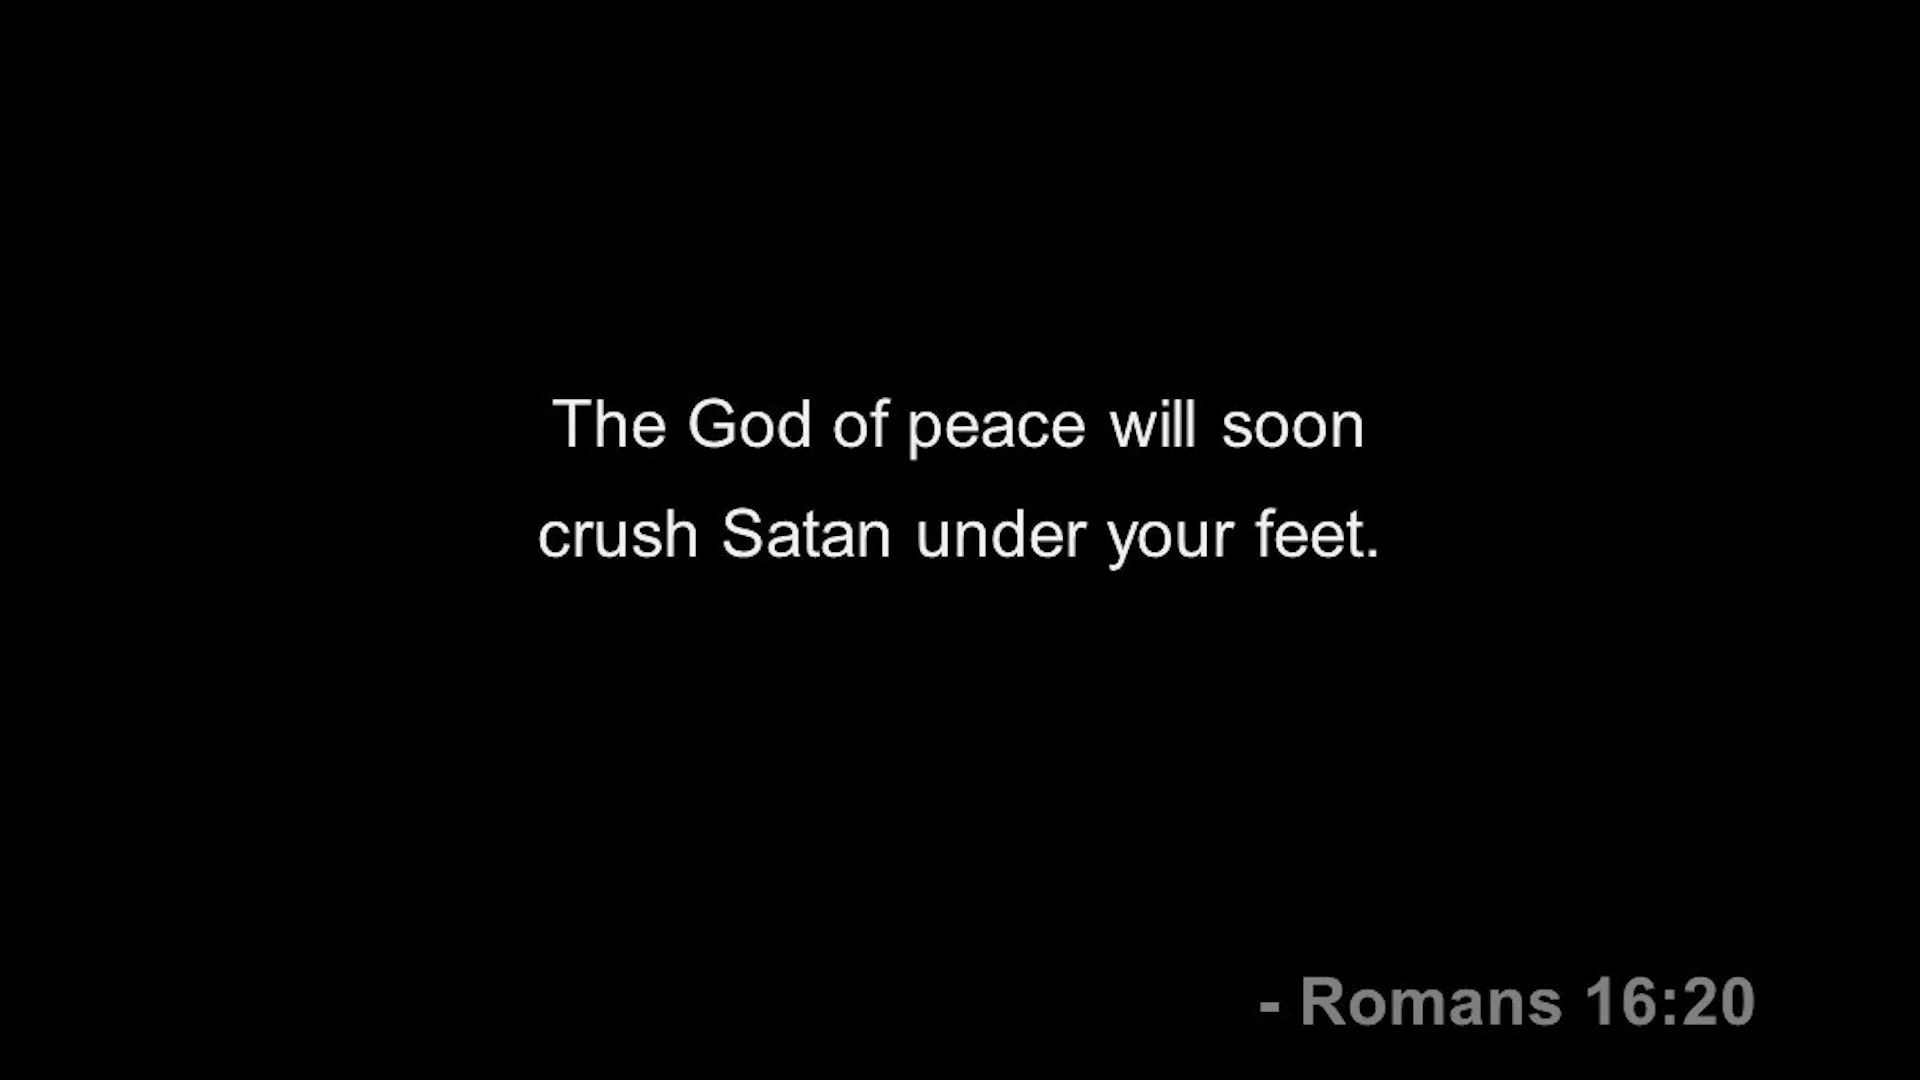 The God of peace will soon
crush Satan under your feet.
- Romans 16:20